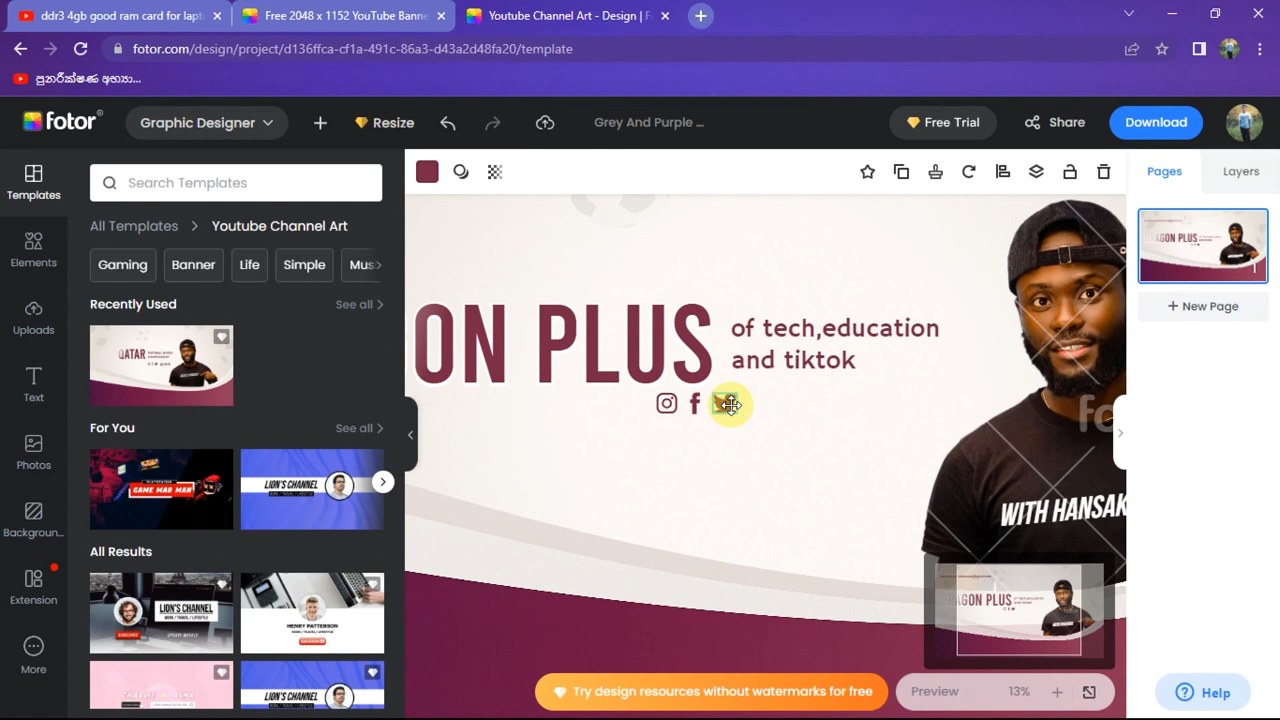 ddr3 4gb good ram card for lapt
Free 2048 x 1152 YouTube Banne
Youtube Channel Art - Design | F
fotor.com/design/project/d136ffca-cf1a-491c-86a3-d43a2d48fa20/template
පුනරීක්ෂණ අභ්‍යා...
fotor®
Graphic Designer
Resize
Grey And Purple ...
Free Trial
Share
Download
Templates
Search Templates
Pages
Layers
All Templates > Youtube Channel Art
Elements
Gaming
Banner
Life
Simple
Mus
Recently Used
See all
Uploads
QATAR
+ New Page
ON PLUS
of tech,education
and tiktok
Text
For You
See all
Photos
GAME MAD MAN
LION'S CHANNEL
WITH HANSAK
Backgroun...
All Results
Extension
LION'S CHANNEL
HENRY PATTERSON
DRAGON PLUS
More
LION'S CHANNEL
Try design resources without watermarks for free
Preview
13%
Help